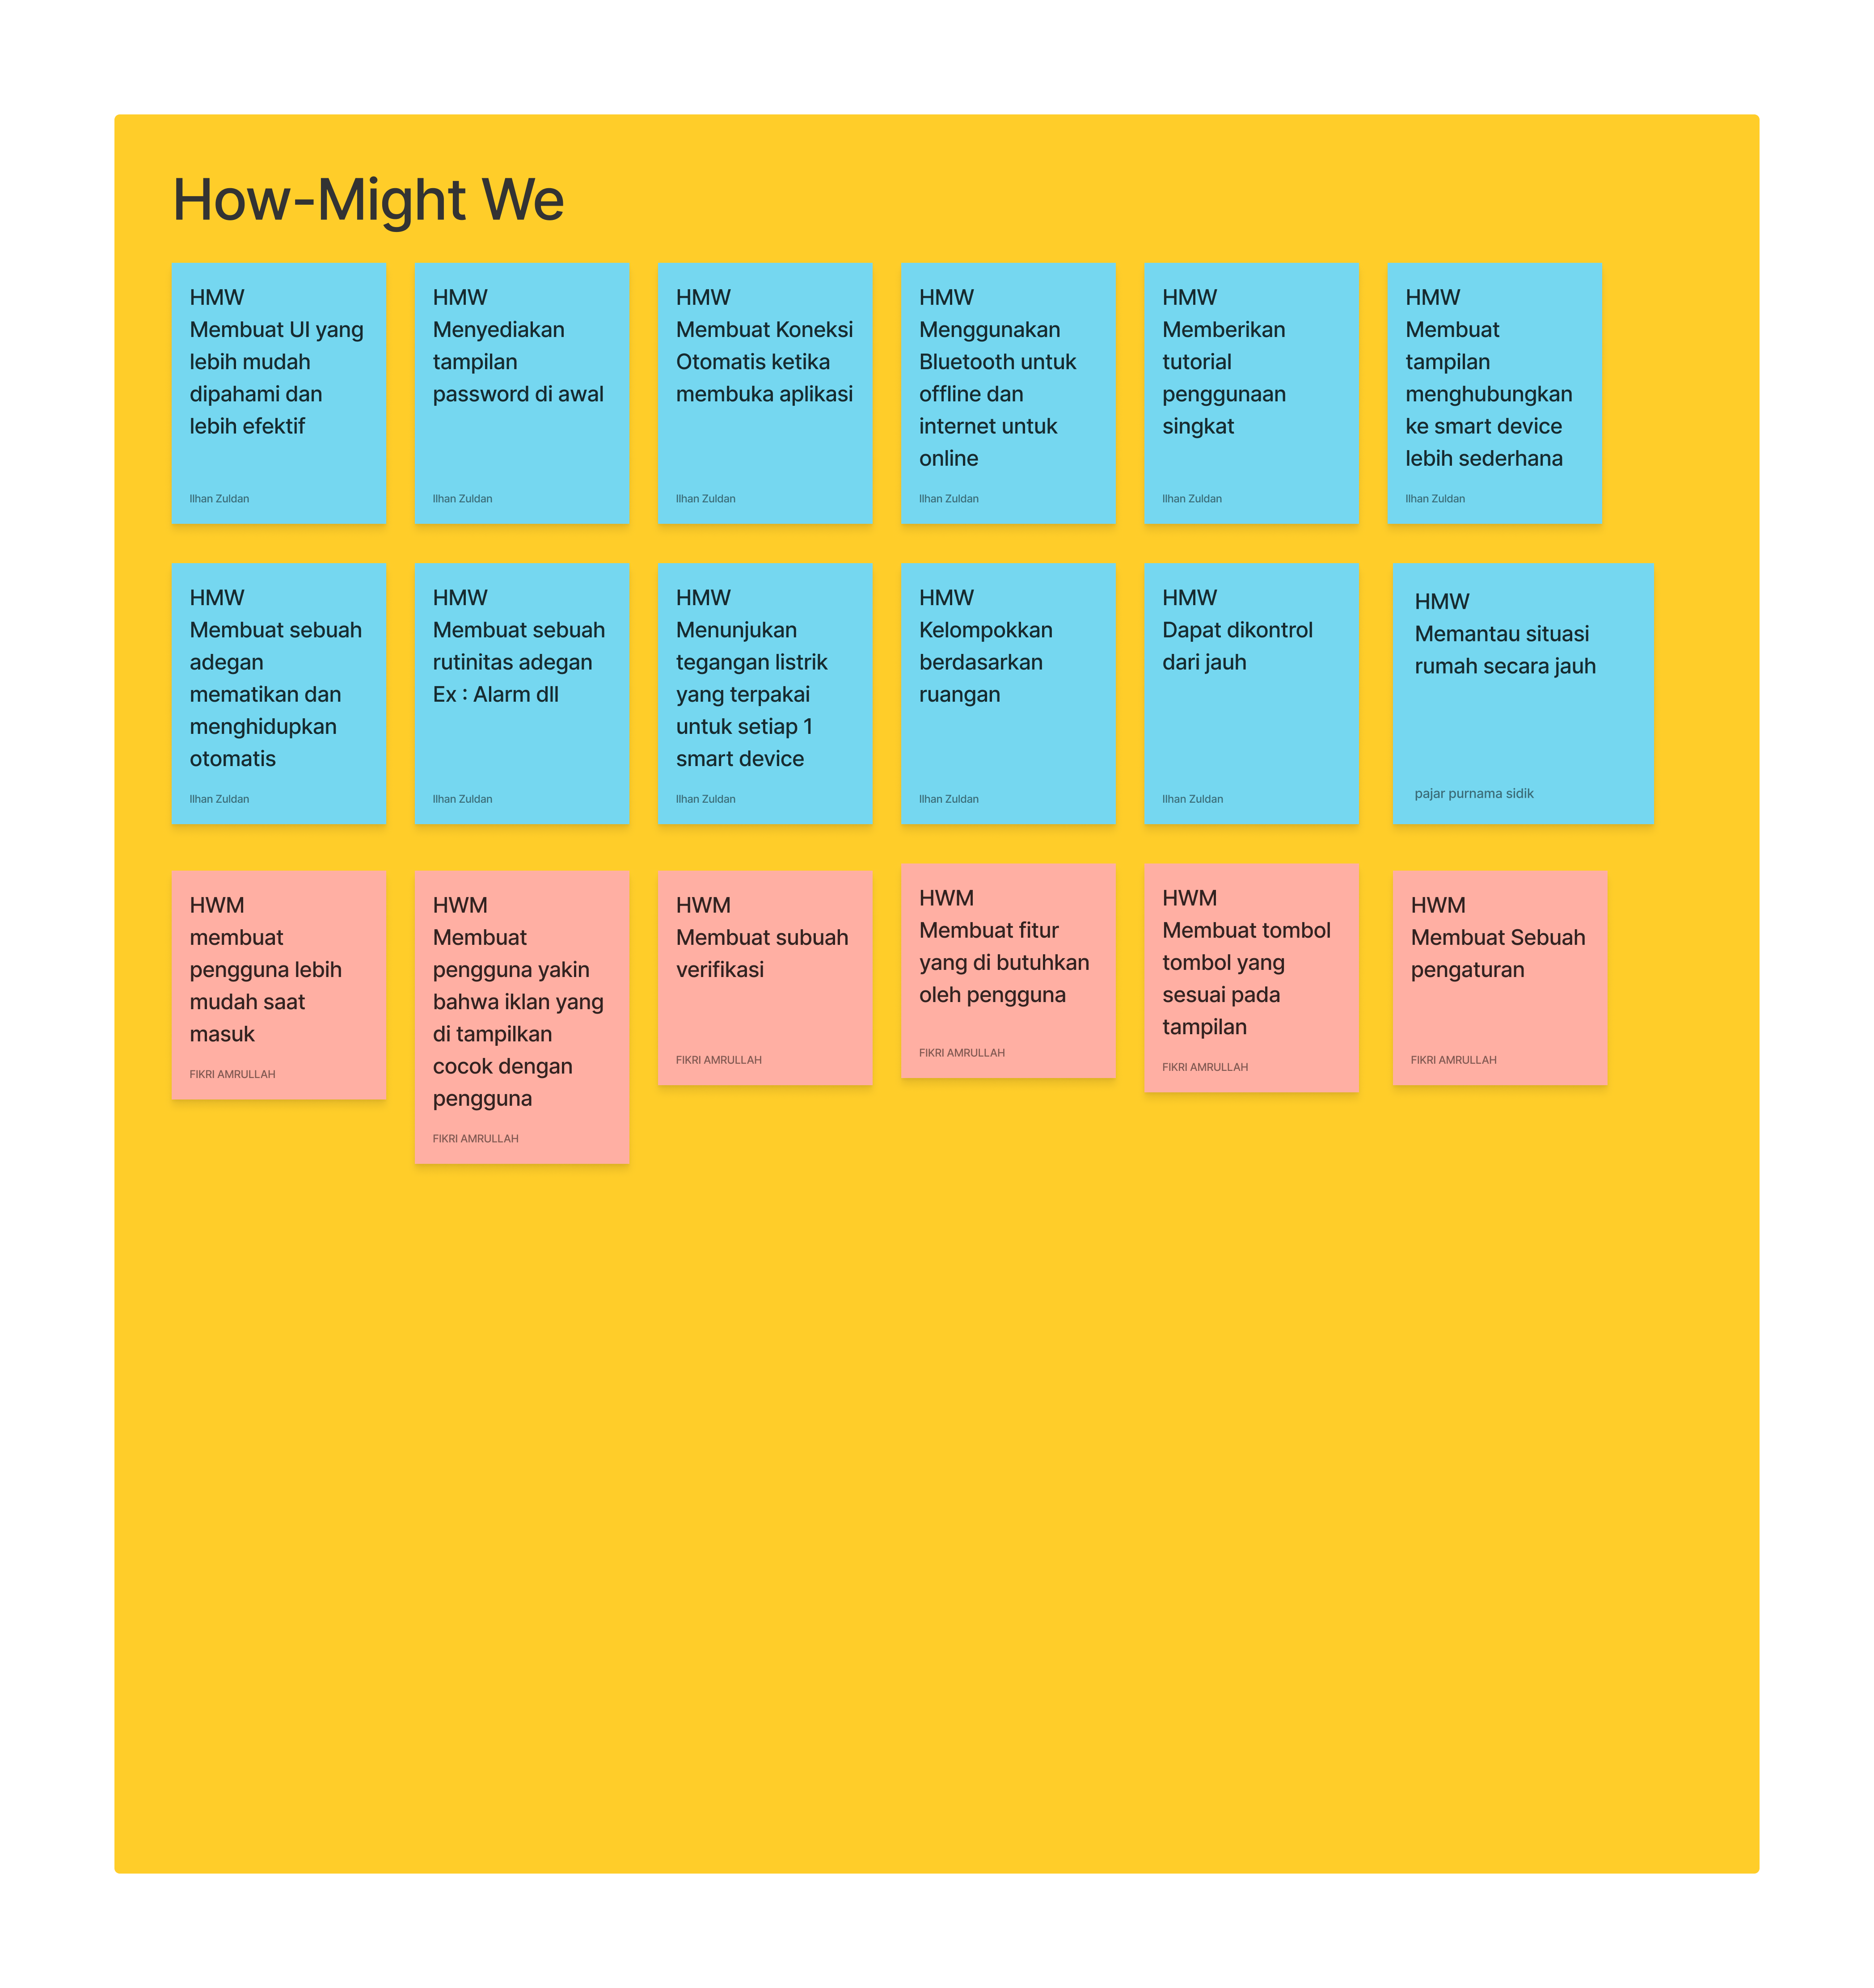 How-Might We
HMW
Membuat UI yang
lebih mudah
dipahami dan
lebih efektif
Ilhan Zuldan
HMW
Menyediakan
tampilan
password di awal
Ilhan Zuldan
HMW
Membuat Koneksi
Otomatis ketika
membuka aplikasi
Ilhan Zuldan
HMW
Menggunakan
Bluetooth untuk
offline dan
internet untuk
online
Ilhan Zuldan
HMW
Memberikan
tutorial
penggunaan
singkat
Ilhan Zuldan
HMW
Membuat
tampilan
menghubungkan
ke smart device
lebih sederhana
Ilhan Zuldan
HMW
Membuat sebuah
adegan
mematikan dan
menghidupkan
otomatis
Ilhan Zuldan
HMW
Membuat sebuah
rutinitas adegan
Ex : Alarm dll
Ilhan Zuldan
HMW
Menunjukan
tegangan listrik
yang terpakai
untuk setiap 1
smart device
Ilhan Zuldan
HMW
Kelompokkan
berdasarkan
ruangan
Ilhan Zuldan
HMW
Dapat dikontrol
dari jauh
Ilhan Zuldan
HMW
Memantau situasi
rumah secara jauh
pajar purnama sidik
HWM
membuat
pengguna lebih
mudah saat
masuk
FIKRI AMRULLAH
HWM
Membuat
pengguna yakin
bahwa iklan yang
di tampilkan
cocok dengan
pengguna
FIKRI AMRULLAH
HWM
Membuat subuah
verifikasi
FIKRI AMRULLAH
HWM
Membuat fitur
yang di butuhkan
oleh pengguna
FIKRI AMRULLAH
HWM
Membuat tombol
tombol yang
sesuai pada
tampilan
FIKRI AMRULLAH
HWM
Membuat Sebuah
pengaturan
FIKRI AMRULLAH